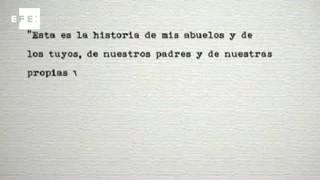 EFE:
"Esta es la historia de mis abuelos y de
los tuyos, de nuestros padres y de nuestras
propias